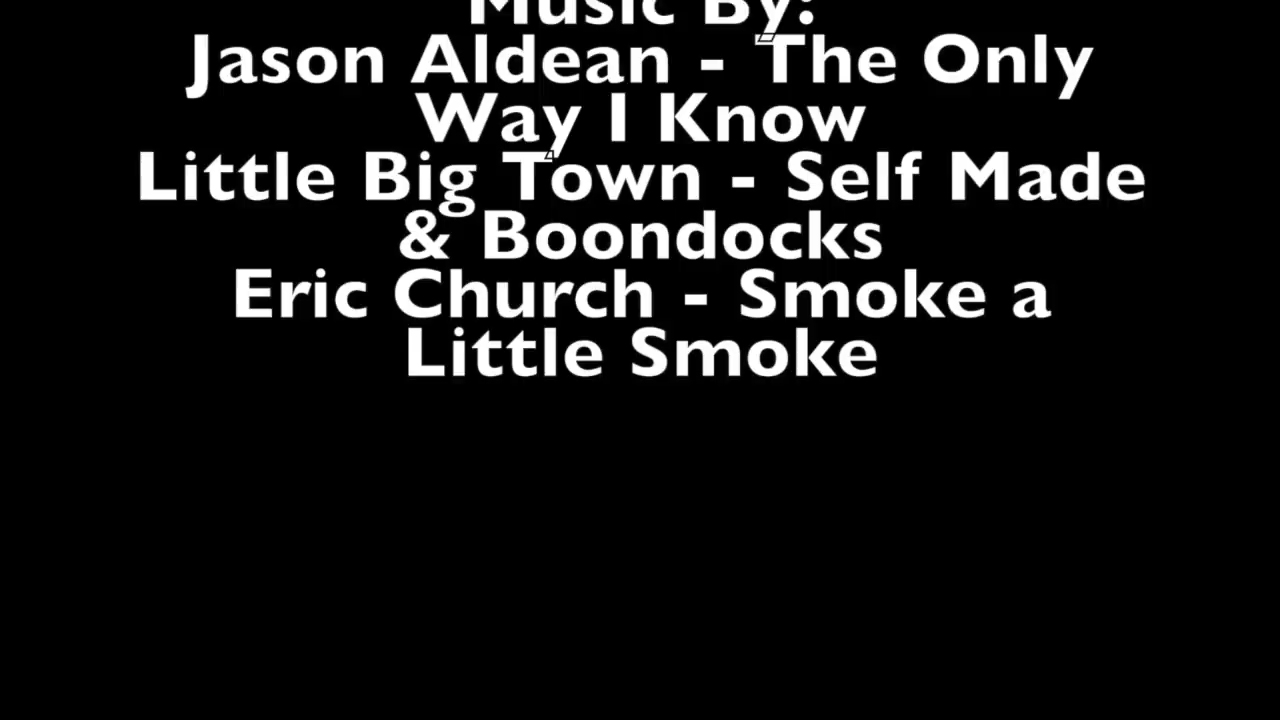 Music By:
Jason Aldean - The Only
Way I Know
Little Big Town - Self Made
& Boondocks
Eric Church - Smoke a
Little Smoke